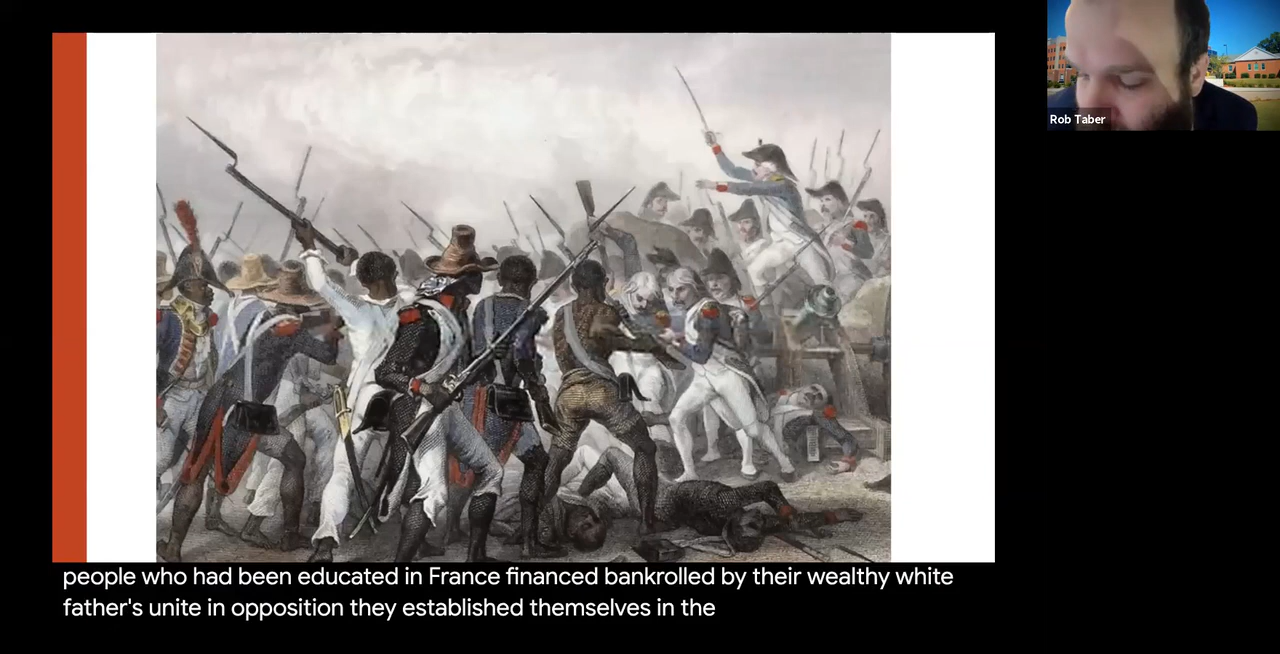 Rob Taber
people who had been educated in France financed bankrolled by their wealthy white
father's unite in opposition they established themselves in the